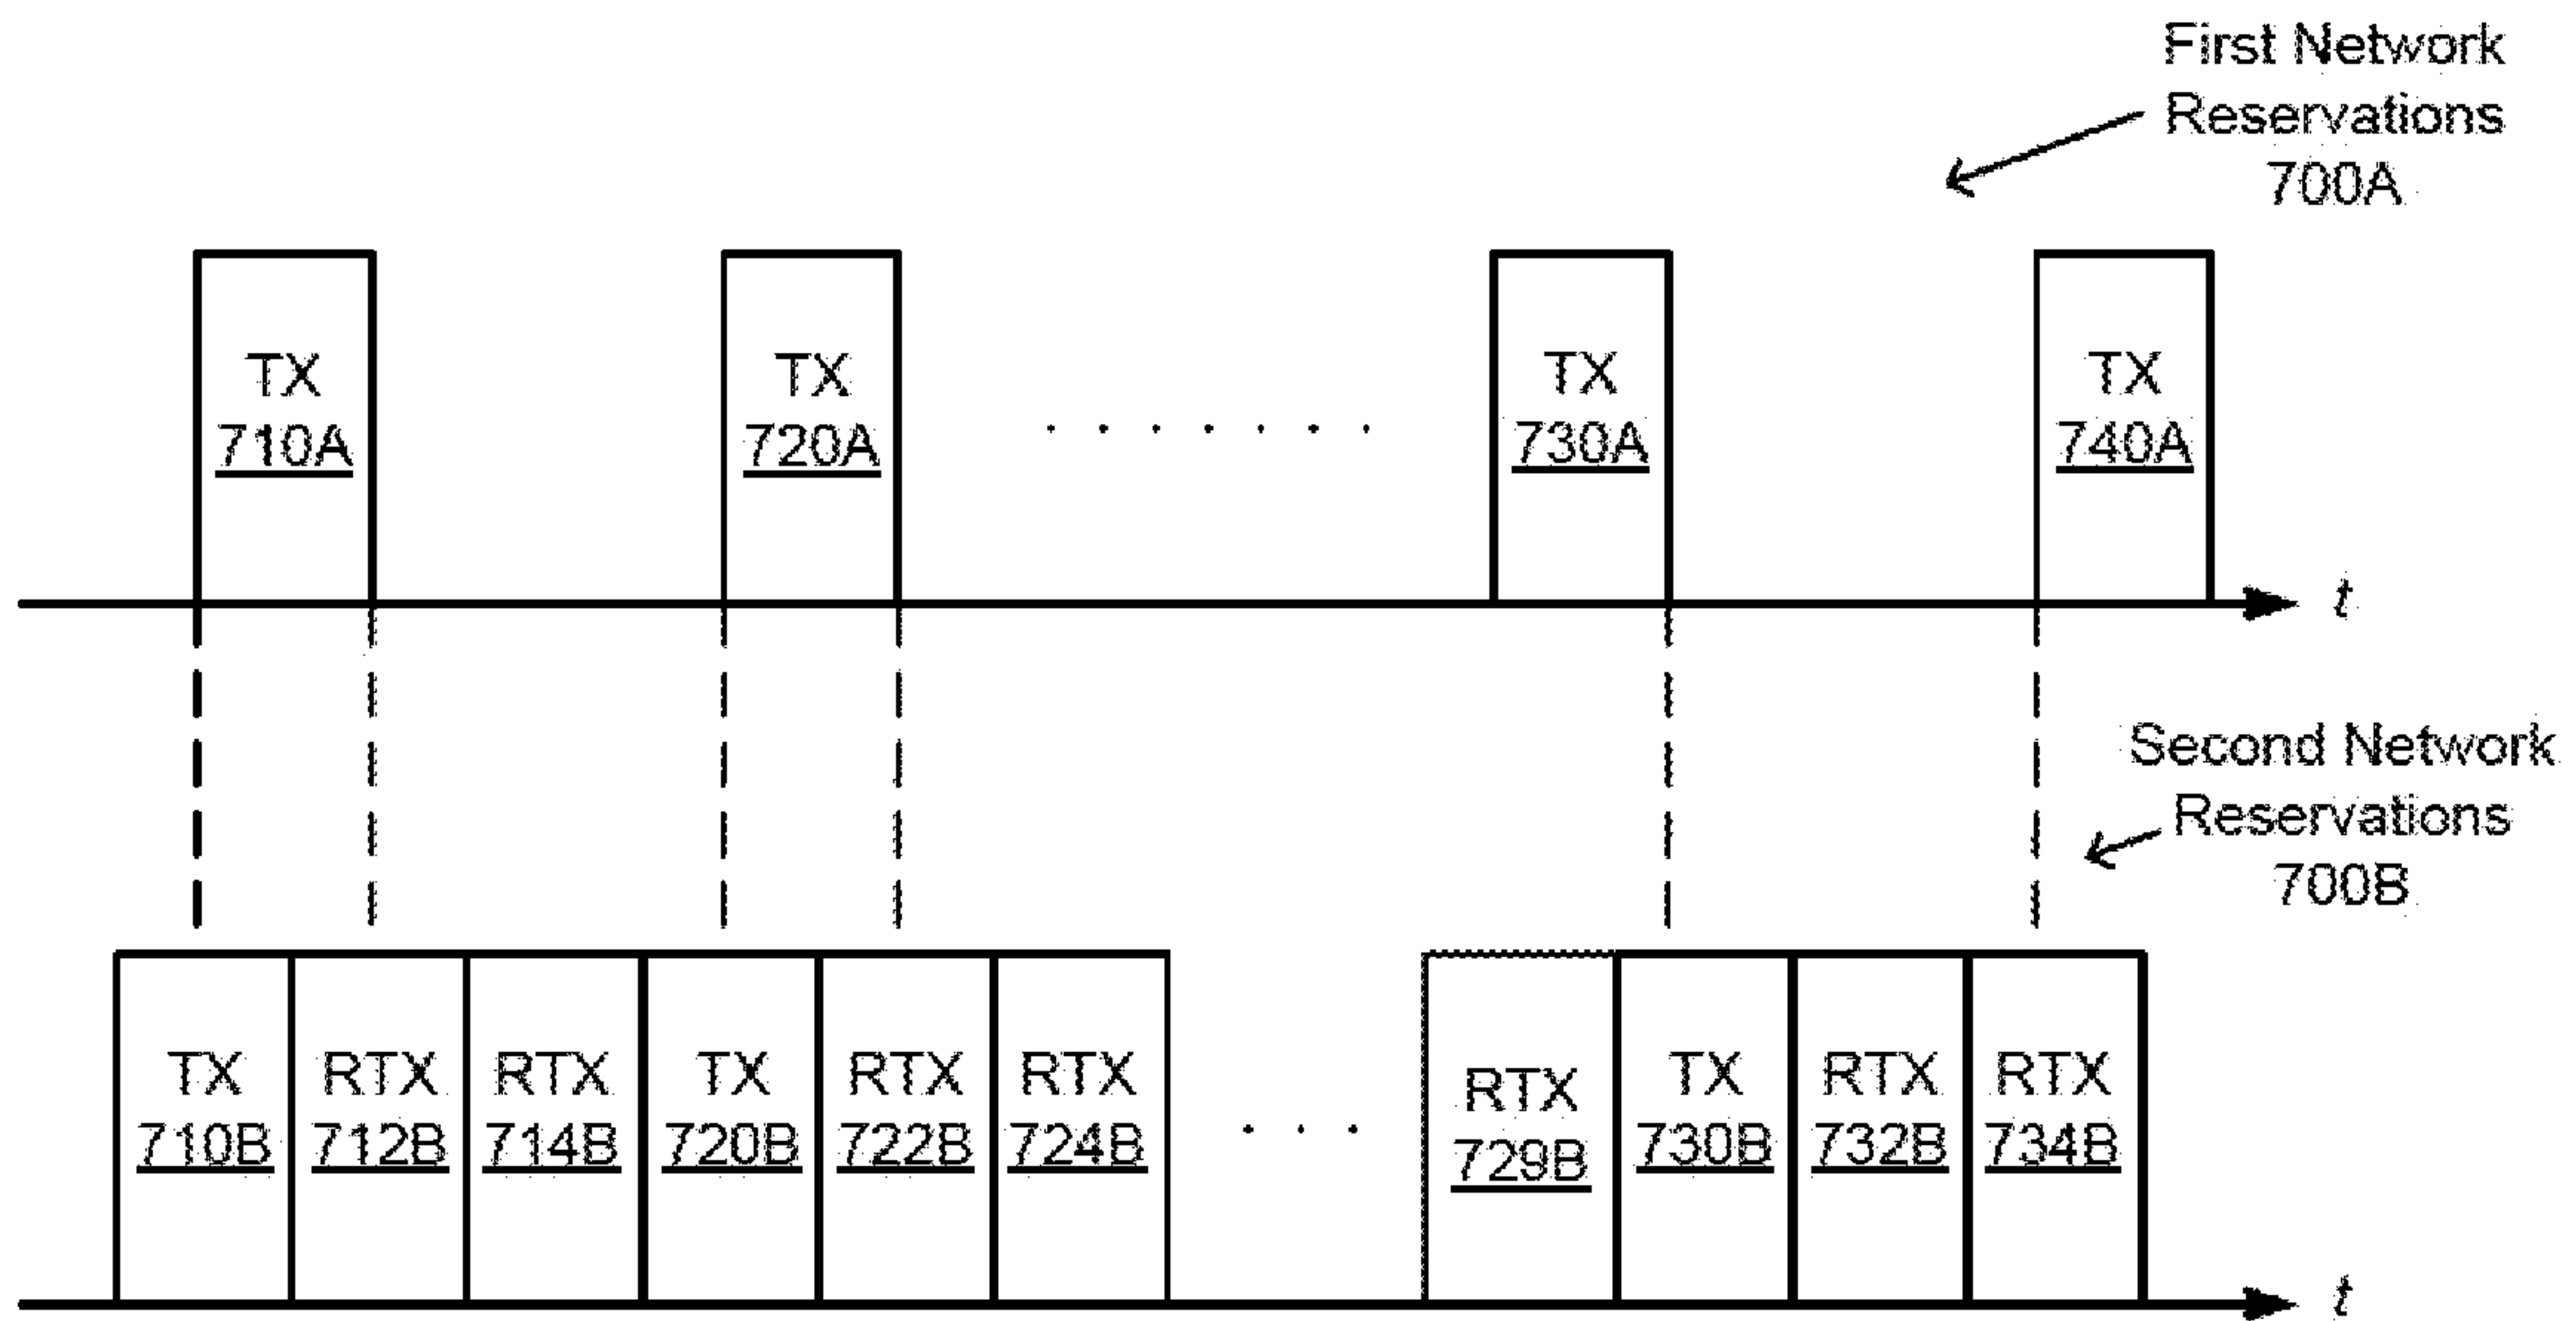 First Network
Reservations
700A
TX
710A
TX
720A
. . . . . . .
TX
730A
TX
740A
t
Second Network
Reservations
700B
TX
710B
RTX
712B
RTX
714B
TX
720B
RTX
722B
RTX
724B
. . .
RTX
729B
TX
730B
RTX
732B
RTX
734B
t